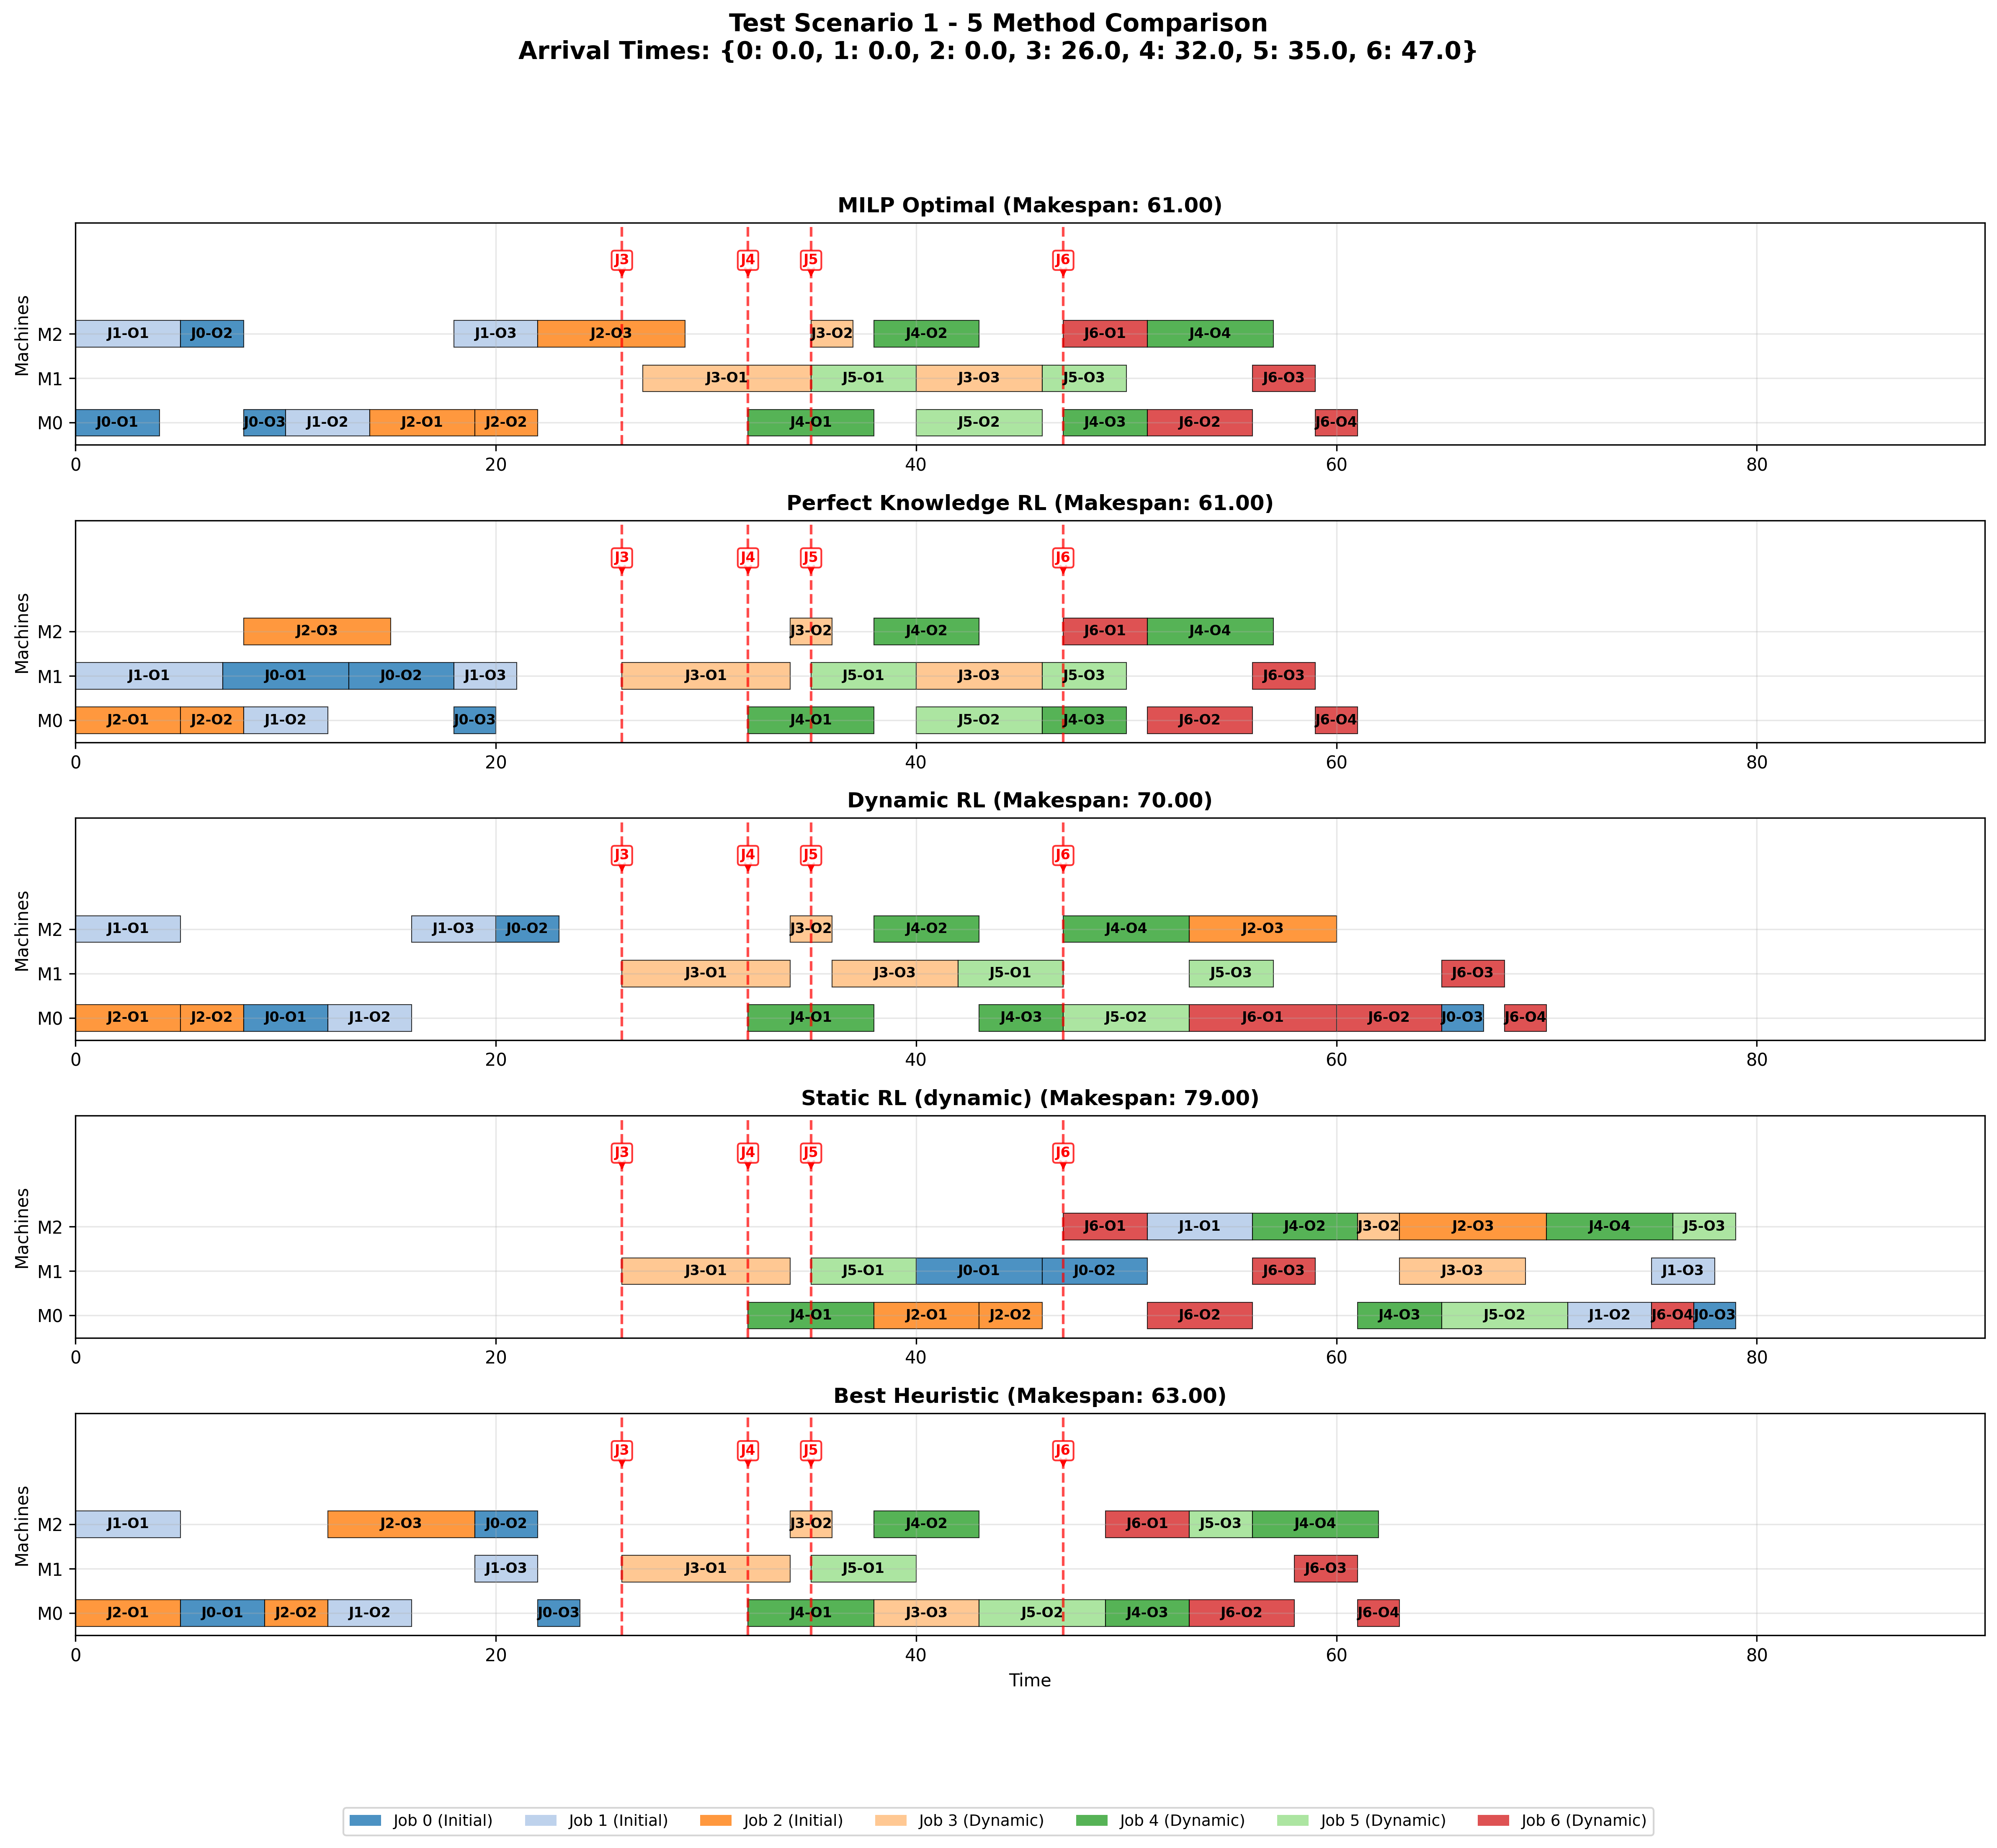 Test Scenario 1 - 5 Method Comparison
Arrival Times: {0: 0.0, 1: 0.0, 2: 0.0, 3: 26.0, 4: 32.0, 5: 35.0, 6: 47.0}
MILP Optimal (Makespan: 61.00)
J3 J4 J5 J6
Machines
M2 J1-O1 J0-O2 J1-O3 J2-O3 J3-O2 J4-O2 J6-O1 J4-O4
M1 J3-O1 J5-O1 J3-O3 J5-O3 J6-O3
M0 J0-O1 J0-O3 J1-O2 J2-O1 J2-O2 J4-O1 J5-O2 J4-O3 J6-O2 J6-O4
0 20 40 60 80
Perfect Knowledge RL (Makespan: 61.00)
J3 J4 J5 J6
Machines
M2 J2-O3 J3-O2 J4-O2 J6-O1 J4-O4
M1 J1-O1 J0-O1 J0-O2 J1-O3 J3-O1 J5-O1 J3-O3 J5-O3 J6-O3
M0 J2-O1 J2-O2 J1-O2 J0-O3 J4-O1 J5-O2 J4-O3 J6-O2 J6-O4
0 20 40 60 80
Dynamic RL (Makespan: 70.00)
J3 J4 J5 J6
Machines
M2 J1-O1 J1-O3 J0-O2 J3-O2 J4-O2 J4-O4 J2-O3
M1 J3-O1 J3-O3 J5-O1 J5-O3 J6-O3
M0 J2-O1 J2-O2 J0-O1 J1-O2 J4-O1 J4-O3 J5-O2 J6-O1 J6-O2 J0-O3 J6-O4
0 20 40 60 80
Static RL (dynamic) (Makespan: 79.00)
J3 J4 J5 J6
Machines
M2 J6-O1 J1-O1 J4-O2 J3-O2 J2-O3 J4-O4 J5-O3
M1 J3-O1 J5-O1 J0-O1 J0-O2 J6-O3 J3-O3 J1-O3
M0 J4-O1 J2-O1 J2-O2 J6-O2 J4-O3 J5-O2 J1-O2 J6-O4 J0-O3
0 20 40 60 80
Best Heuristic (Makespan: 63.00)
J3 J4 J5 J6
Machines
M2 J1-O1 J2-O3 J0-O2 J3-O2 J4-O2 J6-O1 J5-O3 J4-O4
M1 J1-O3 J3-O1 J5-O1 J6-O3
M0 J2-O1 J0-O1 J2-O2 J1-O2 J0-O3 J4-O1 J3-O3 J5-O2 J4-O3 J6-O2 J6-O4
0 20 40 60 80
Time
Job 0 (Initial) Job 1 (Initial) Job 2 (Initial) Job 3 (Dynamic) Job 4 (Dynamic) Job 5 (Dynamic) Job 6 (Dynamic)